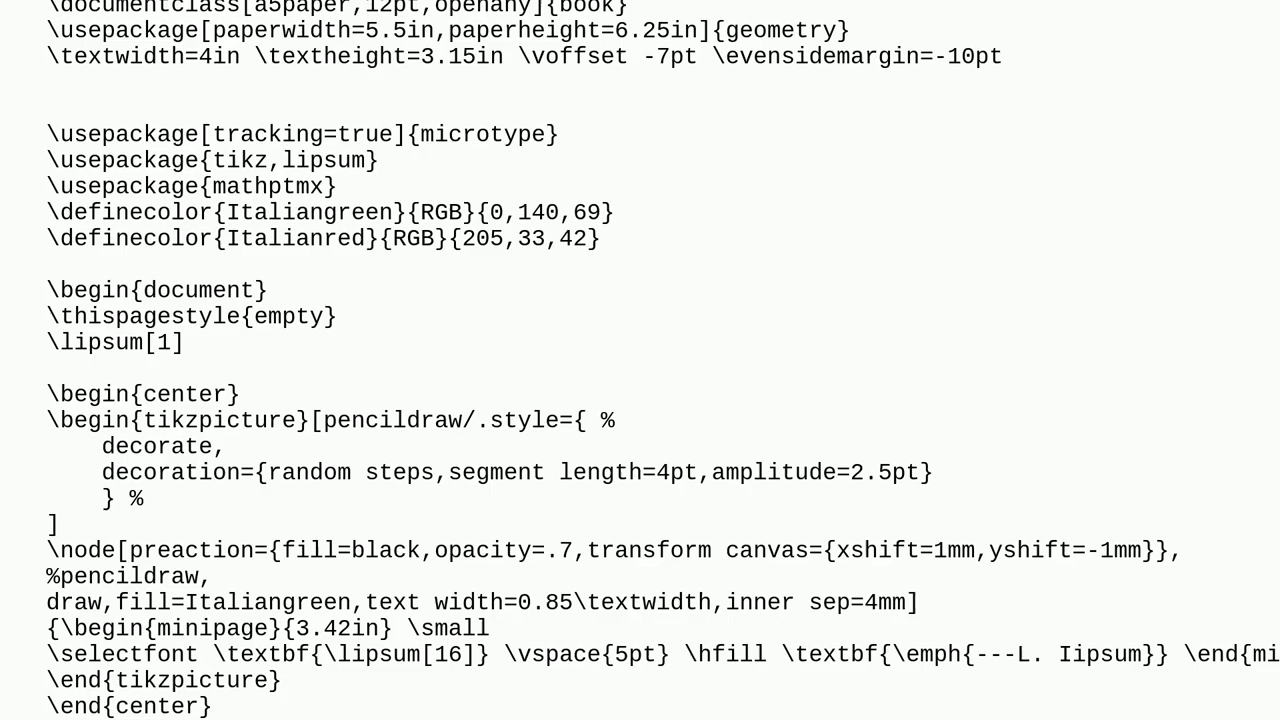 \documentclass[a5paper,12pt,openany]{book}
\usepackage[paperwidth=5.5in,paperheight=6.25in]{geometry}
\textwidth=4in \textheight=3.15in \voffset -7pt \evensidemargin=-10pt
\usepackage[tracking=true]{microtype}
\usepackage{tikz,lipsum}
\usepackage{mathptmx}
\definecolor{Italiangreen}{RGB}{0,140,69}
\definecolor{Italianred}{RGB}{205,33,42}
\begin{document}
\thispagestyle{empty}
\lipsum[1]
\begin{center}
\begin{tikzpicture}[pencildraw/.style={ %
    decorate,
    decoration={random steps,segment length=4pt,amplitude=2.5pt}
    } %
]
\node[preaction={fill=black,opacity=.7,transform canvas={xshift=1mm,yshift=-1mm}},
%pencildraw,
draw,fill=Italiangreen,text width=0.85\textwidth,inner sep=4mm]
{\begin{minipage}{3.42in} \small
\selectfont \textbf{\lipsum[16]} \vspace{5pt} \hfill \textbf{\emph{---L. Iipsum}} \end{mi
\end{tikzpicture}
\end{center}